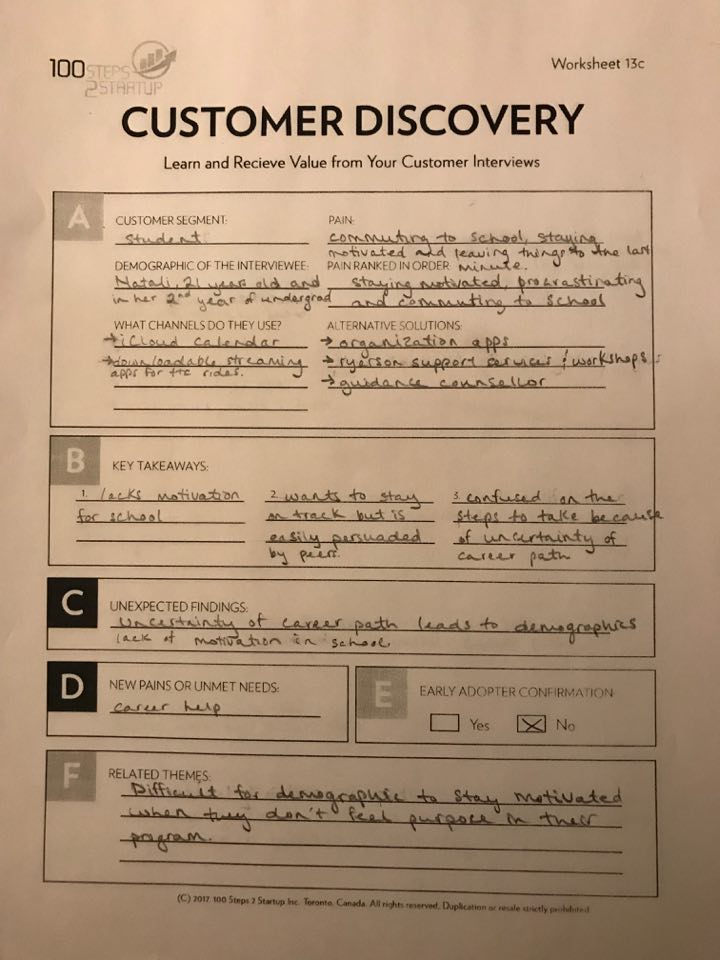 100 STEPS
2STARTUP
Worksheet 13c
CUSTOMER DISCOVERY
Learn and Recieve Value from Your Customer Interviews
A
CUSTOMER SEGMENT:
student
PAIN:
commuting to school, staying
motivated and leaving things to the last
minute.
DEMOGRAPHIC OF THE INTERVIEWEE:
Natali, 21 year old and
in her 2nd year of undergrad
PAIN RANKED IN ORDER
staying motivated, procrastinating
and commuting to school
WHAT CHANNELS DO THEY USE?
→iCloud calendar
→downloadable streaming
apps for ttc rides.
ALTERNATIVE SOLUTIONS:
→organization apps
→ryerson support services & workshops
→guidance counsellor
B
KEY TAKEAWAYS:
1. lacks motivation
for school
2. wants to stay
on track but is
easily persuaded
by peers.
3. confused on the
steps to take because
of uncertainty of
career path
C
UNEXPECTED FINDINGS:
uncertainty of career path leads to demographics
lack of motivation in school.
D
NEW PAINS OR UNMET NEEDS:
career help
E
EARLY ADOPTER CONFIRMATION
Yes
No
F
RELATED THEMES:
Difficult for demographic to stay motivated
when they don't feel purpose in their
program.
(C) 2017. 100 Steps 2 Startup Inc. Toronto, Canada. All rights reserved. Duplication or resale strictly prohibited